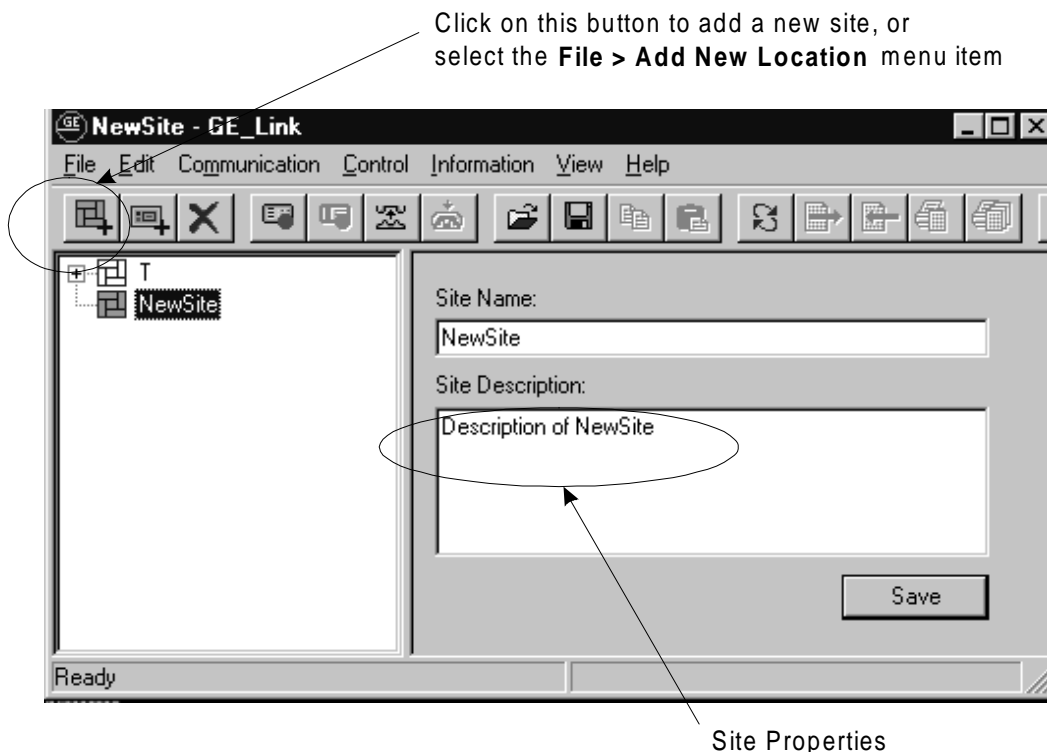 Click on this button to add a new site, or
select the File > Add New Location menu item
GE NewSite - GE_Link
File Edit Communication Control Information View Help
T
NewSite
Site Name:
NewSite
Site Description:
Description of NewSite
Save
Ready
Site Properties